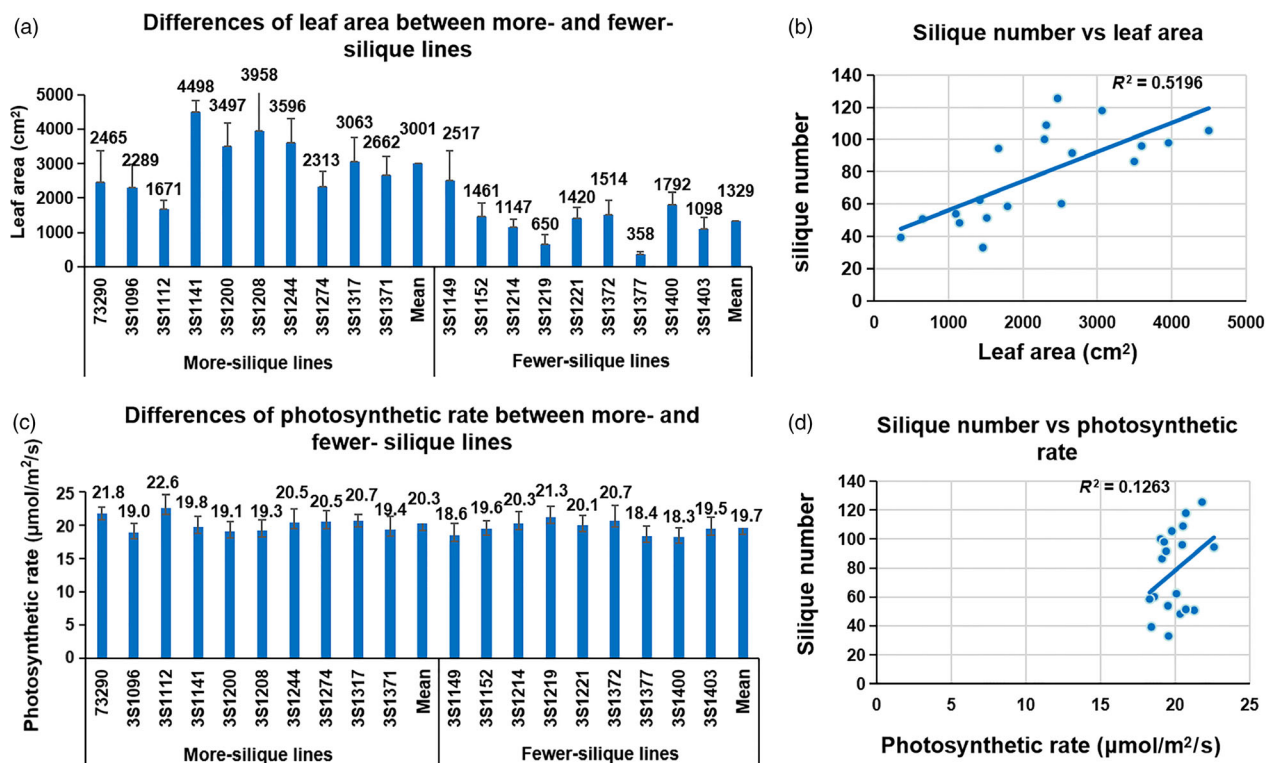 (a)
Differences of leaf area between more- and fewer-
silique lines
Leaf area (cm²)
5000
4000
3000
2000
1000
0
2465
2289
1671
4498
3497
3958
3596
2313
3063
2662
3001
2517
1461
1147
650
1420
1514
358
1792
1098
1329
73290
3S1096
3S1112
3S1141
3S1200
3S1208
3S1244
3S1274
3S1317
3S1371
Mean
3S1149
3S1152
3S1214
3S1219
3S1221
3S1372
3S1377
3S1400
3S1403
Mean
More-silique lines
Fewer-silique lines
(b)
Silique number vs leaf area
silique number
140
120
100
80
60
40
20
0
R² = 0.5196
0 1000 2000 3000 4000 5000
Leaf area (cm²)
(c)
Differences of photosynthetic rate between more- and
fewer- silique lines
Photosynthetic rate (µmol/m²/s)
25
20
15
10
5
0
21.8
19.0
22.6
19.8
19.1
19.3
20.5
20.5
20.7
19.4
20.3
18.6
19.6
20.3
21.3
20.1
20.7
18.4
18.3
19.5
19.7
73290
3S1096
3S1112
3S1141
3S1200
3S1208
3S1244
3S1274
3S1317
3S1371
Mean
3S1149
3S1152
3S1214
3S1219
3S1221
3S1372
3S1377
3S1400
3S1403
Mean
More-silique lines
Fewer-silique lines
(d)
Silique number vs photosynthetic
rate
Silique number
140
120
100
80
60
40
20
0
R² = 0.1263
0 5 10 15 20 25
Photosynthetic rate (µmol/m²/s)